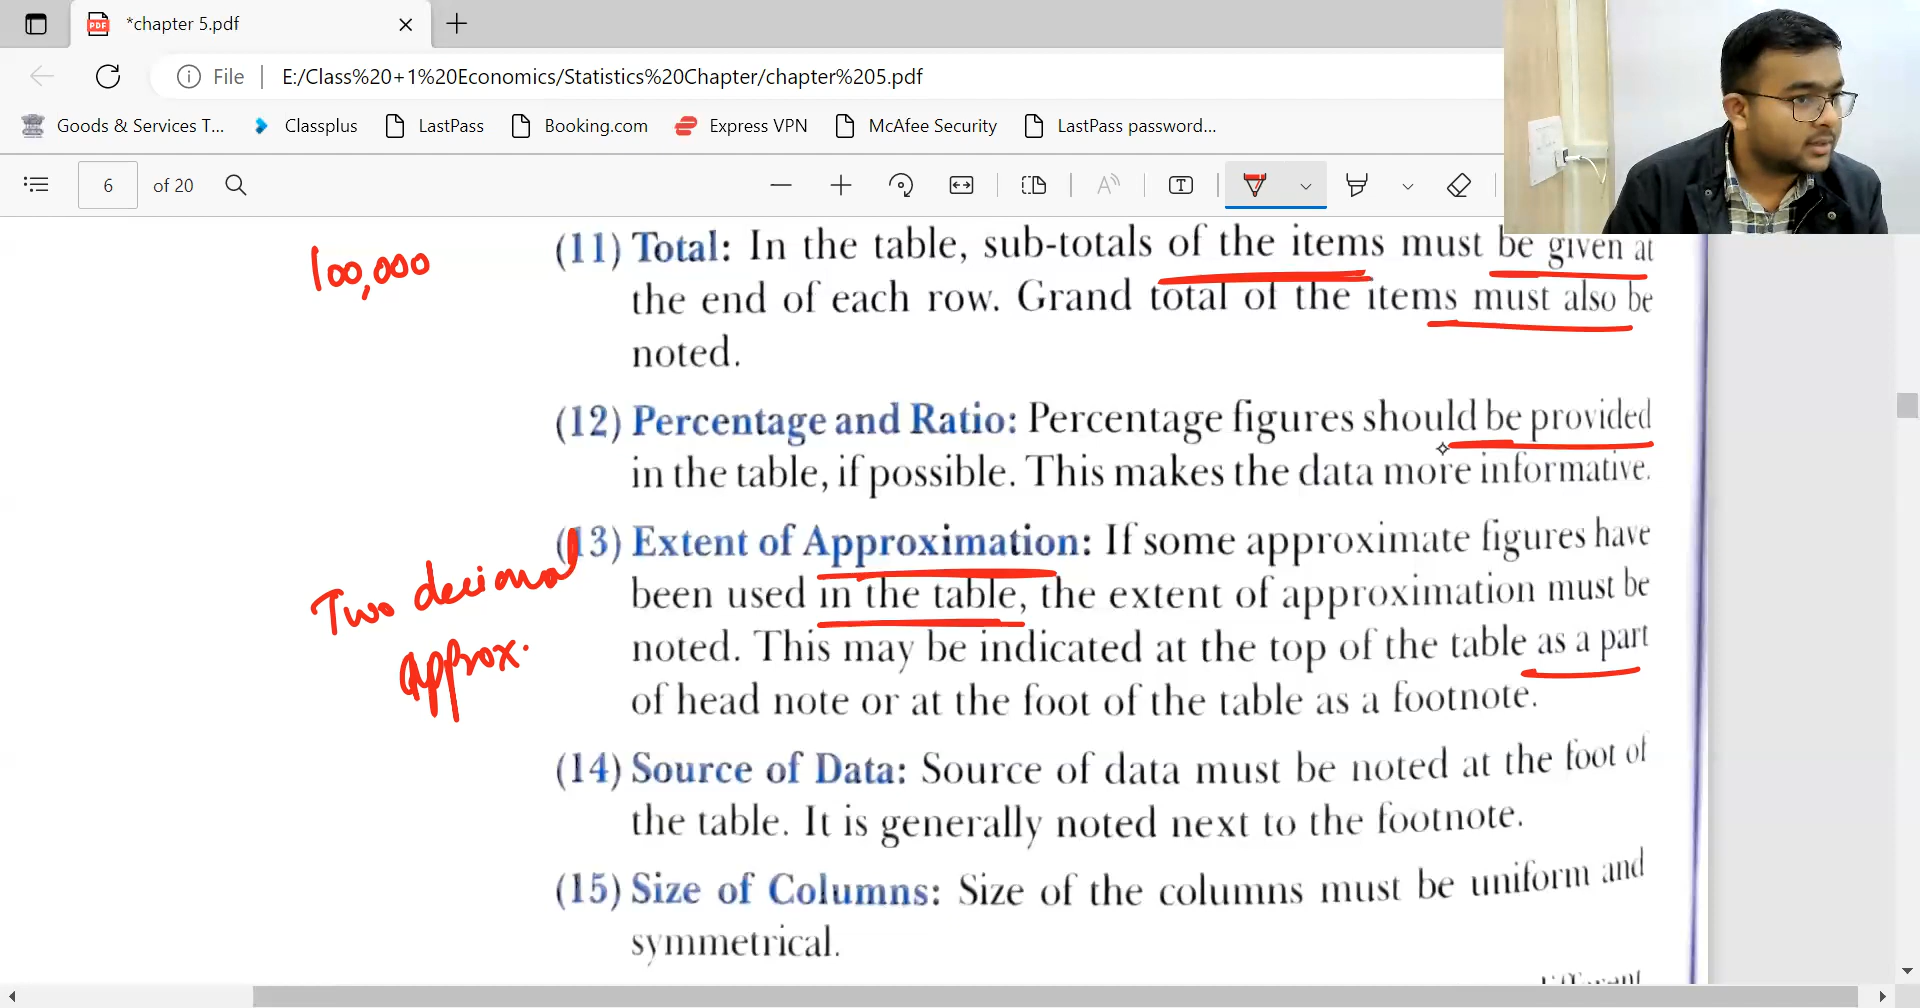 *chapter 5.pdf
File
E:/Class%20+1%20Economics/Statistics%20Chapter/chapter%205.pdf
Goods & Services T...
Classplus
LastPass
Booking.com
Express VPN
McAfee Security
LastPass password...
6
of 20
100,000
(11) Total: In the table, sub-totals of the items must be given at
the end of each row. Grand total of the items must also be
noted.
(12) Percentage and Ratio: Percentage figures should be provided
in the table, if possible. This makes the data more informative.
(13) Extent of Approximation: If some approximate figures have
been used in the table, the extent of approximation must be
noted. This may be indicated at the top of the table as a part
of head note or at the foot of the table as a footnote.
Two decimal
approx.
(14) Source of Data: Source of data must be noted at the foot of
the table. It is generally noted next to the footnote.
(15) Size of Columns: Size of the columns must be uniform and
symmetrical.